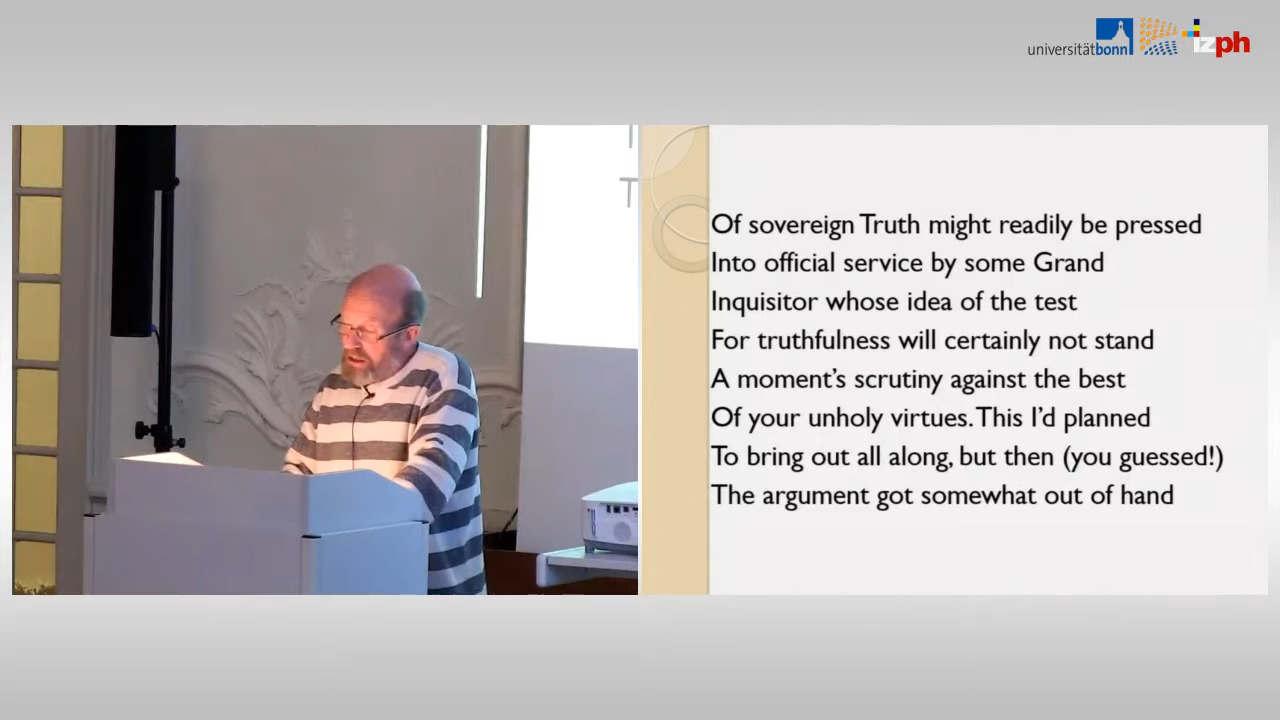 universitätbonn
izph
T
Of sovereign Truth might readily be pressed
Into official service by some Grand
Inquisitor whose idea of the test
For truthfulness will certainly not stand
A moment's scrutiny against the best
Of your unholy virtues. This I'd planned
To bring out all along, but then (you guessed!)
The argument got somewhat out of hand